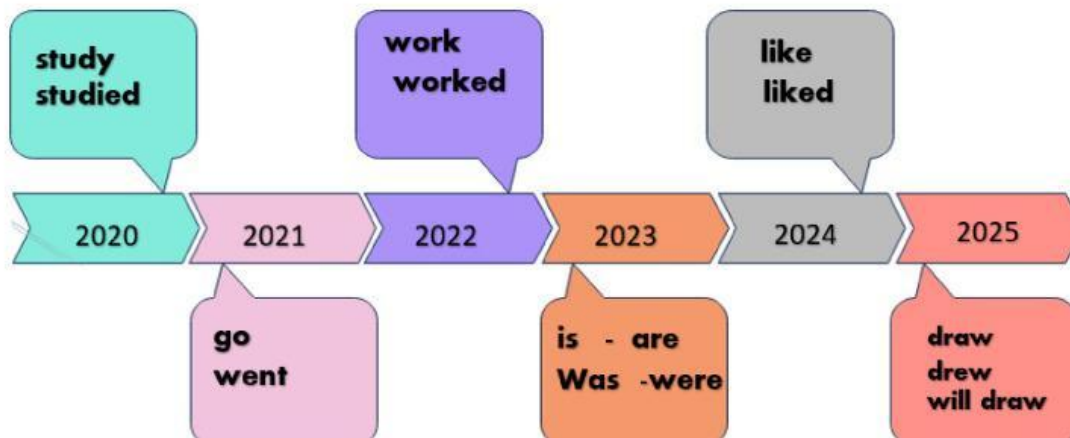 study
studied
work
worked
like
liked
2020
2021
2022
2023
2024
2025
go
went
is - are
Was -were
draw
drew
will draw